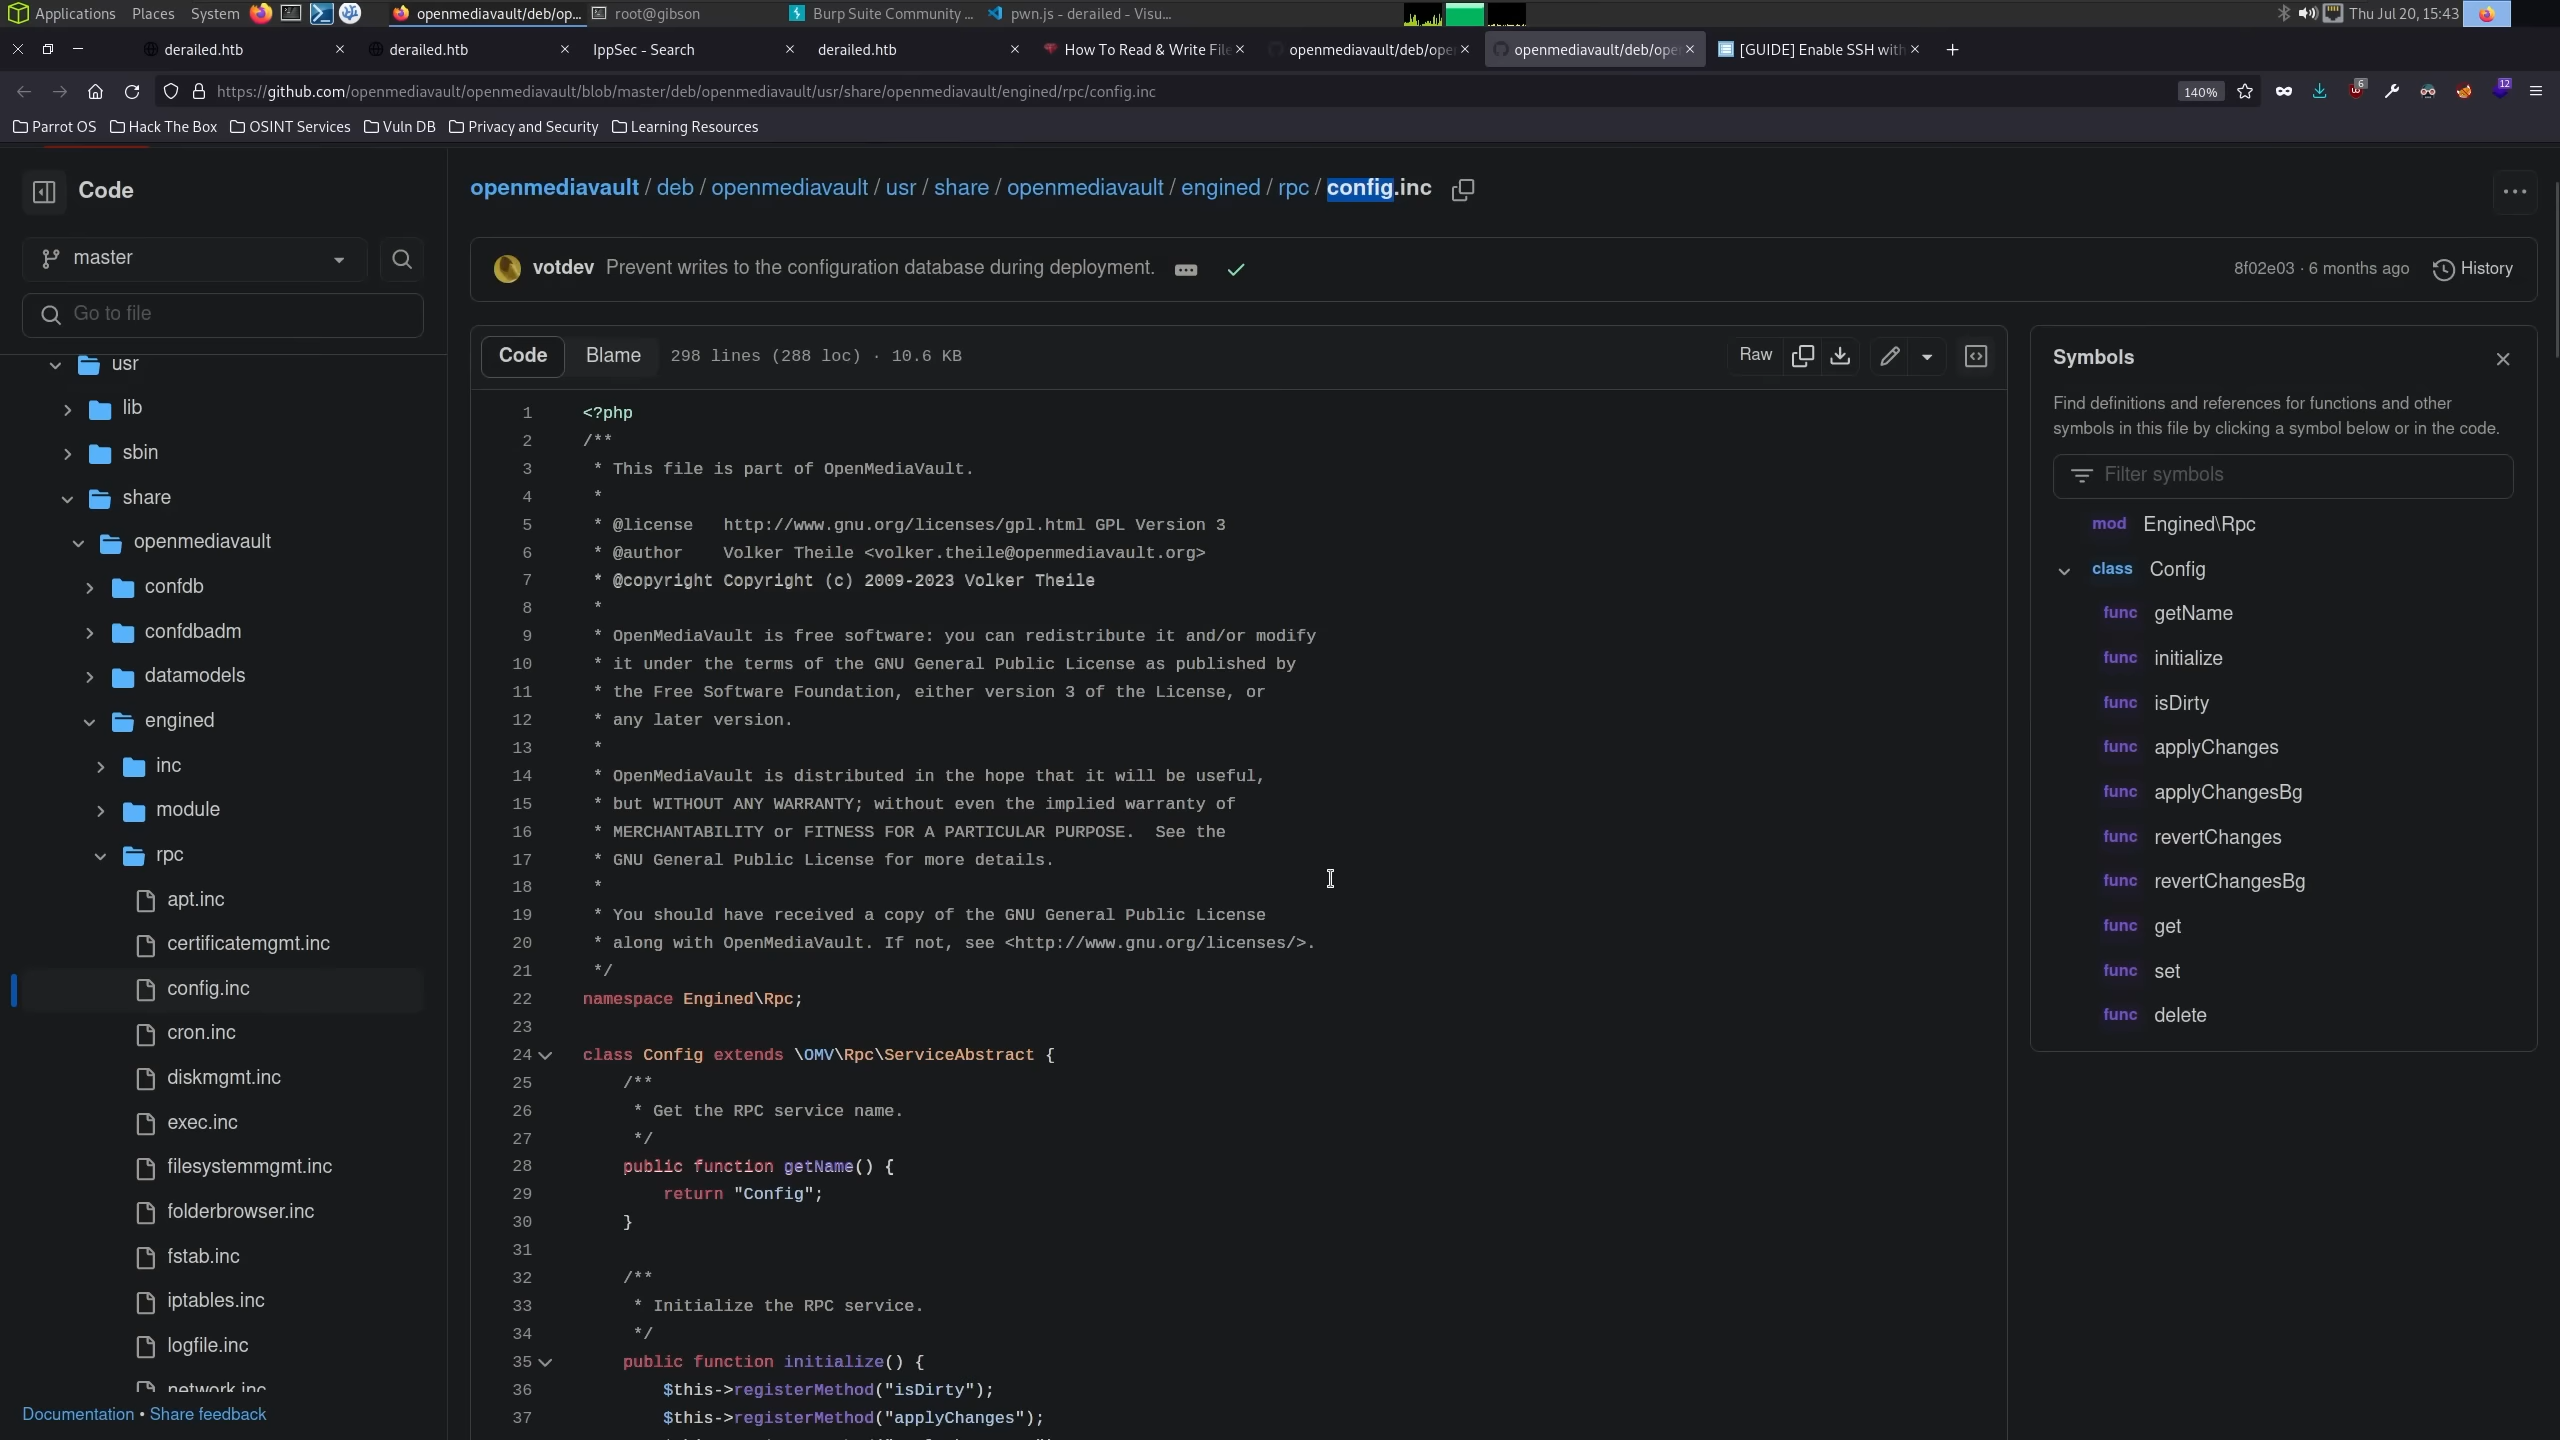 Applications Places System openmediavault/deb/op... root@gibson Burp Suite Community ... pwn.js - derailed - Visu... Thu Jul 20, 15:43
derailed.htb derailed.htb IppSec - Search derailed.htb How To Read & Write File openmediavault/deb/ope openmediavault/deb/ope [GUIDE] Enable SSH with
https://github.com/openmediavault/openmediavault/blob/master/deb/openmediavault/usr/share/openmediavault/engined/rpc/config.inc 140% 6 12
Parrot OS Hack The Box OSINT Services Vuln DB Privacy and Security Learning Resources
Code
master
Go to file
usr
lib
sbin
share
openmediavault
confdb
confdbadm
datamodels
engined
inc
module
rpc
apt.inc
certificatemgmt.inc
config.inc
cron.inc
diskmgmt.inc
exec.inc
filesystemmgmt.inc
folderbrowser.inc
fstab.inc
iptables.inc
logfile.inc
network.inc
Documentation • Share feedback
openmediavault / deb / openmediavault / usr / share / openmediavault / engined / rpc / config.inc
votdev Prevent writes to the configuration database during deployment. 8f02e03 · 6 months ago History
Code Blame 298 lines (288 loc) · 10.6 KB Raw
1 <?php
2 /**
3 * This file is part of OpenMediaVault.
4 *
5 * @license http://www.gnu.org/licenses/gpl.html GPL Version 3
6 * @author Volker Theile <volker.theile@openmediavault.org>
7 * @copyright Copyright (c) 2009-2023 Volker Theile
8 *
9 * OpenMediaVault is free software: you can redistribute it and/or modify
10 * it under the terms of the GNU General Public License as published by
11 * the Free Software Foundation, either version 3 of the License, or
12 * any later version.
13 *
14 * OpenMediaVault is distributed in the hope that it will be useful,
15 * but WITHOUT ANY WARRANTY; without even the implied warranty of
16 * MERCHANTABILITY or FITNESS FOR A PARTICULAR PURPOSE. See the
17 * GNU General Public License for more details.
18 *
19 * You should have received a copy of the GNU General Public License
20 * along with OpenMediaVault. If not, see <http://www.gnu.org/licenses/>.
21 */
22 namespace Engined\Rpc;
23
24 class Config extends \OMV\Rpc\ServiceAbstract {
25 /**
26 * Get the RPC service name.
27 */
28 public function getName() {
29 return "Config";
30 }
31
32 /**
33 * Initialize the RPC service.
34 */
35 public function initialize() {
36 $this->registerMethod("isDirty");
37 $this->registerMethod("applyChanges");
Symbols
Find definitions and references for functions and other
symbols in this file by clicking a symbol below or in the code.
Filter symbols
mod Engined\Rpc
class Config
func getName
func initialize
func isDirty
func applyChanges
func applyChangesBg
func revertChanges
func revertChangesBg
func get
func set
func delete